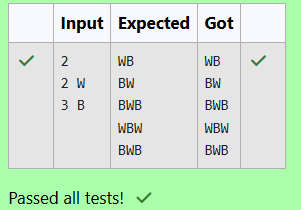 Input Expected Got
2 WB WB
2 W BW BW
3 B BWB BWB
WBW WBW
BWB BWB
Passed all tests!